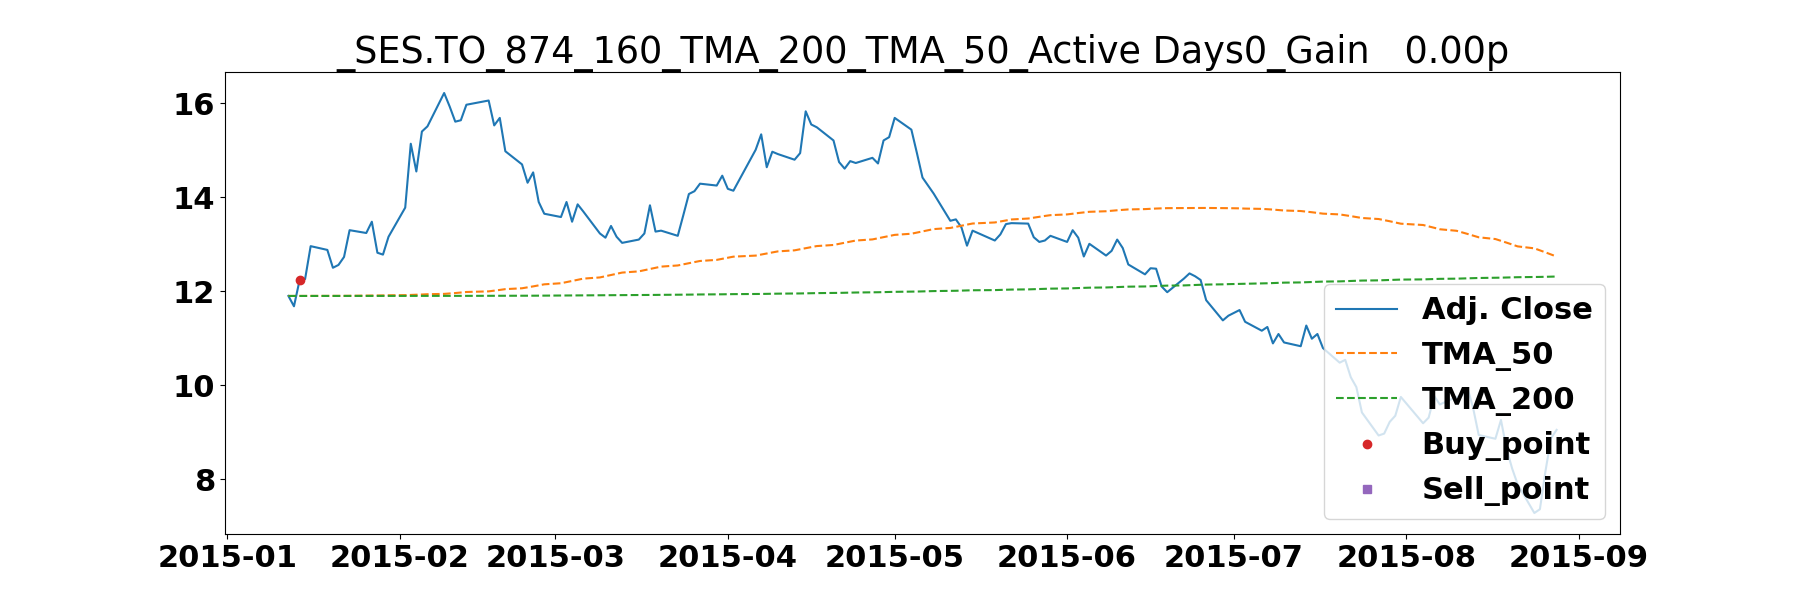 _SES.TO_874_160_TMA_200_TMA_50_Active Days0_Gain   0.00p
16
14
12
10
8
Adj. Close
TMA_50
TMA_200
Buy_point
Sell_point
2015-01 2015-02 2015-03 2015-04 2015-05 2015-06 2015-07 2015-08 2015-09